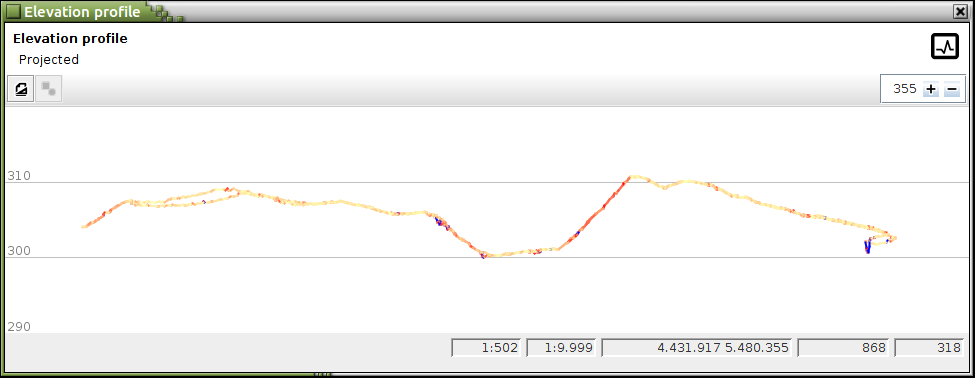 Elevation profile
Elevation profile
Projected
355
310
300
290
1:502 1:9.999 4.431.917 5.480.355 868 318